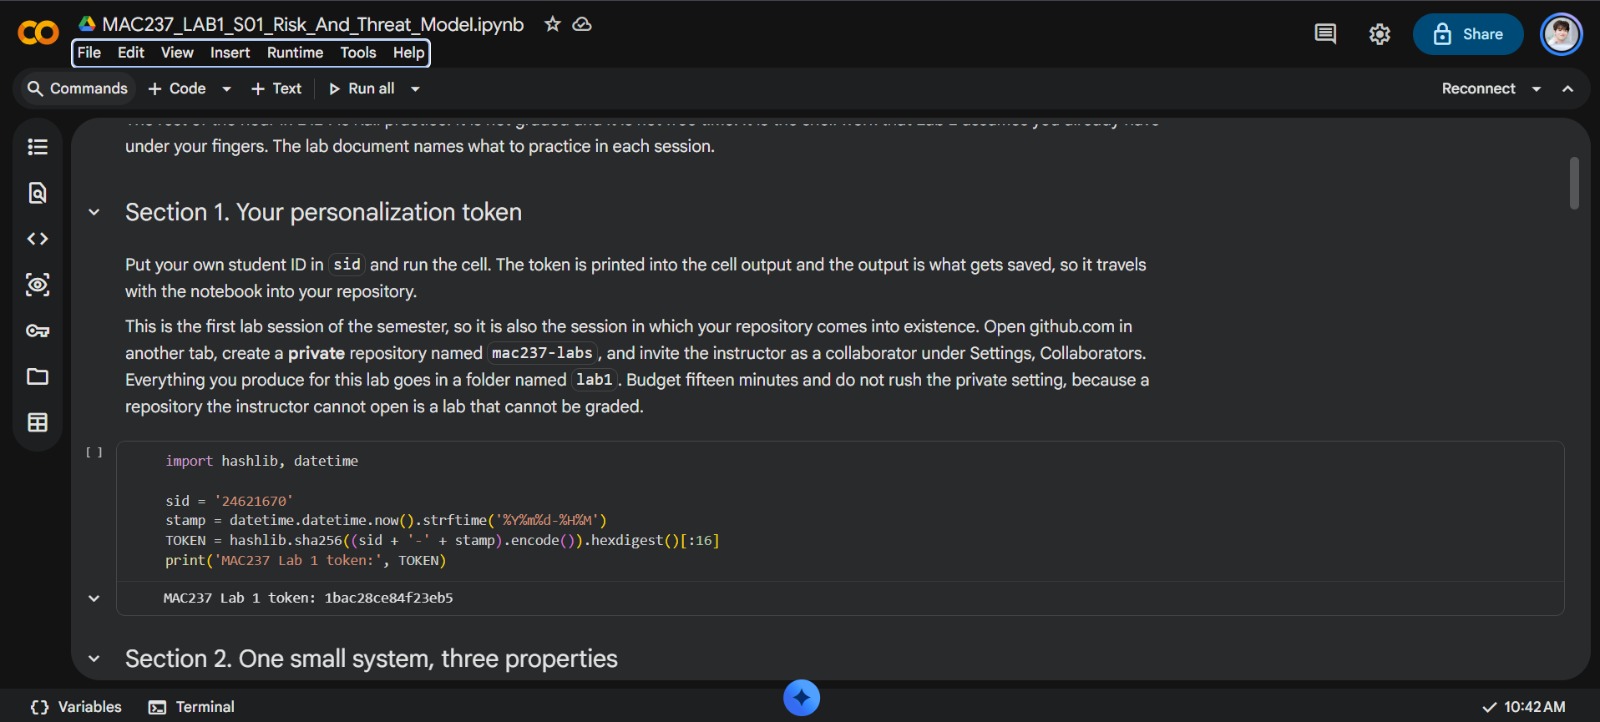 MAC237_LAB1_S01_Risk_And_Threat_Model.ipynb
File Edit View Insert Runtime Tools Help
Share
Commands + Code + Text Run all
Reconnect
under your fingers. The lab document names what to practice in each session.
Section 1. Your personalization token
Put your own student ID in sid and run the cell. The token is printed into the cell output and the output is what gets saved, so it travels
with the notebook into your repository.
This is the first lab session of the semester, so it is also the session in which your repository comes into existence. Open github.com in
another tab, create a private repository named mac237-labs, and invite the instructor as a collaborator under Settings, Collaborators.
Everything you produce for this lab goes in a folder named lab1. Budget fifteen minutes and do not rush the private setting, because a
repository the instructor cannot open is a lab that cannot be graded.
[ ]
import hashlib, datetime
sid = '24621670'
stamp = datetime.datetime.now().strftime('%Y%m%d-%H%M')
TOKEN = hashlib.sha256((sid + '-' + stamp).encode()).hexdigest()[:16]
print('MAC237 Lab 1 token:', TOKEN)
MAC237 Lab 1 token: 1bac28ce84f23eb5
Section 2. One small system, three properties
{} Variables Terminal
10:42 AM